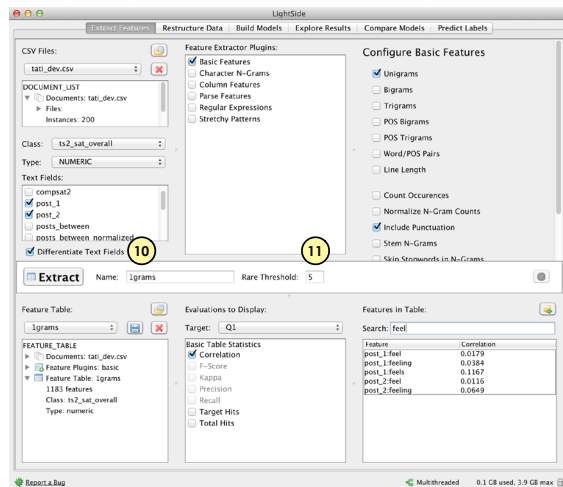 LightSide
Extract Features
Restructure Data
Build Models
Explore Results
Compare Models
Predict Labels
CSV Files:
tati_dev.csv
DOCUMENT_LIST
Documents: tati_dev.csv
Files:
Instances: 200
Class: ts2_sat_overall
Type: NUMERIC
Text Fields:
compsat2
post_1
post_2
posts_between
posts_between_normalized
Differentiate Text Fields
10
Feature Extractor Plugins:
Basic Features
Character N-Grams
Column Features
Parse Features
Regular Expressions
Stretchy Patterns
11
Configure Basic Features
Unigrams
Bigrams
Trigrams
POS Bigrams
POS Trigrams
Word/POS Pairs
Line Length
Count Occurences
Normalize N-Gram Counts
Include Punctuation
Stem N-Grams
Skip Stopwords in N-Grams
Extract Name: 1grams Rare Threshold: 5
Feature Table:
1grams
FEATURE_TABLE
Documents: tati_dev.csv
Feature Plugins: basic
Feature Table: 1grams
1183 features
Class: ts2_sat_overall
Type: numeric
Evaluations to Display:
Target: Q1
Basic Table Statistics
Correlation
F-Score
Kappa
Precision
Recall
Target Hits
Total Hits
Features in Table:
Search: feel
Feature Correlation
post_1:feel 0.0179
post_1:feeling 0.0384
post_1:feels 0.1167
post_2:feel 0.0116
post_2:feeling 0.0649
Report a Bug
Multithreaded 0.1 GB used, 3.9 GB max